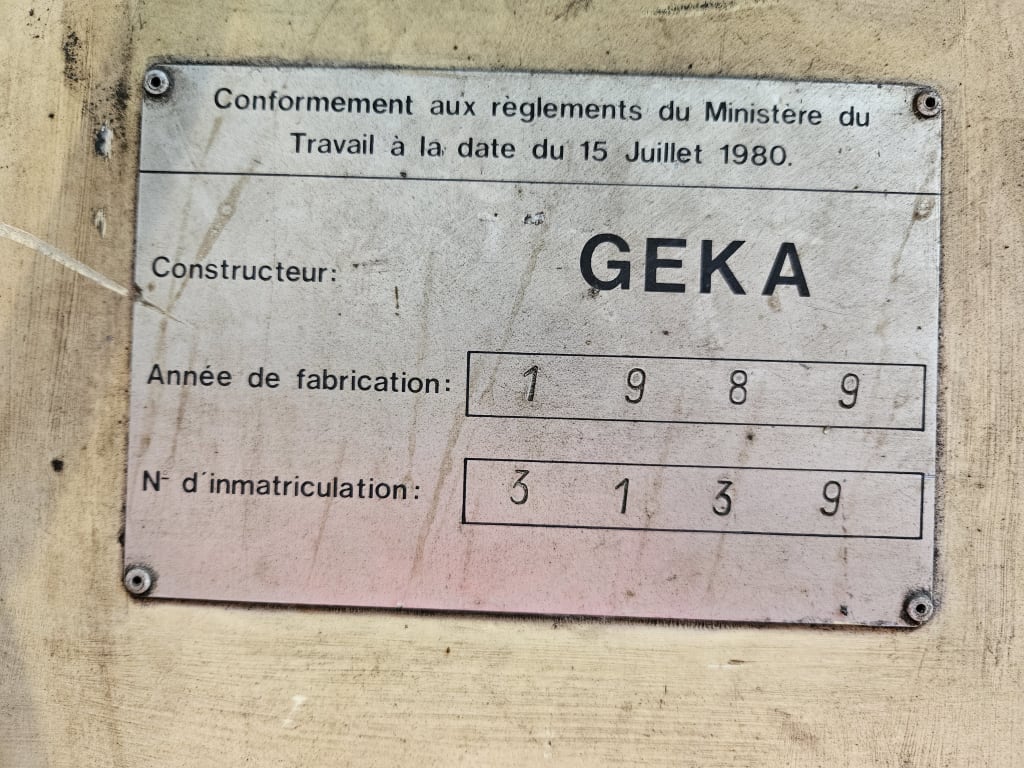 Conformement aux règlements du Ministère du
Travail à la date du 15 Juillet 1980.
Constructeur: GEKA
Année de fabrication: 1 9 8 9
Nº d'inmatriculation: 3 1 3 9